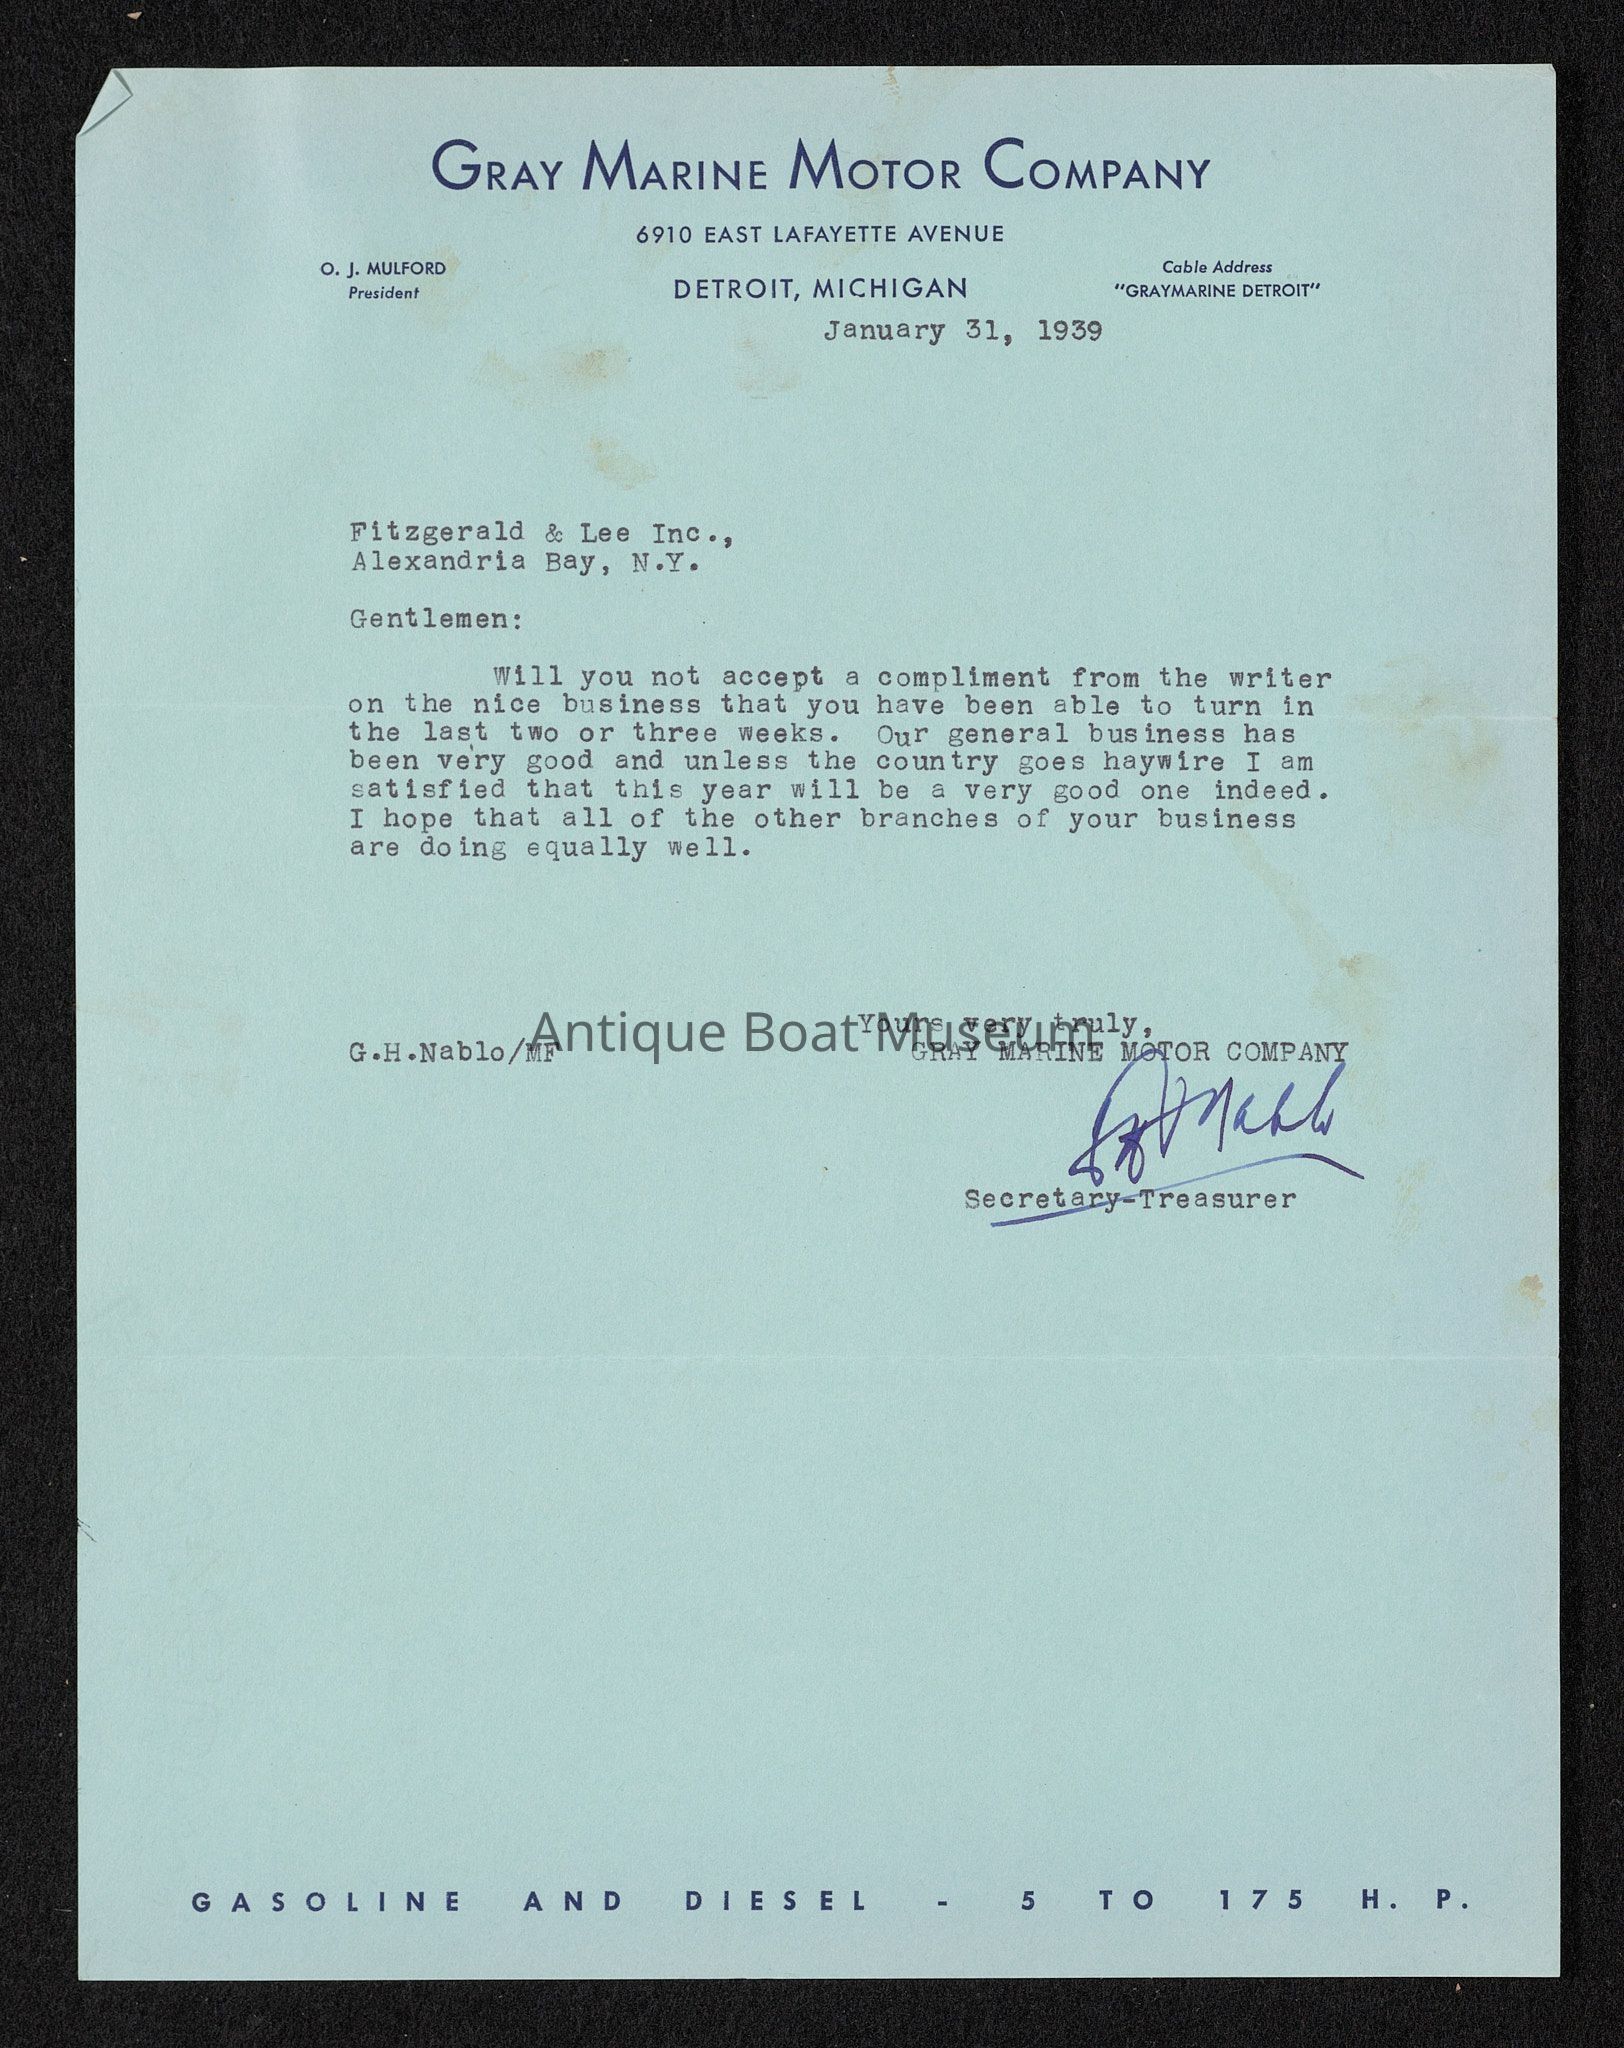 GRAY MARINE MOTOR COMPANY
6910 EAST LAFAYETTE AVENUE
O. J. MULFORD
President
DETROIT, MICHIGAN
Cable Address
"GRAYMARINE DETROIT"
January 31, 1939
Fitzgerald & Lee Inc.,
Alexandria Bay, N.Y.
Gentlemen:
Will you not accept a compliment from the writer
on the nice business that you have been able to turn in
the last two or three weeks. Our general business has
been very good and unless the country goes haywire I am
satisfied that this year will be a very good one indeed.
I hope that all of the other branches of your business
are doing equally well.
Yours very truly,
Antique Boat Museum
G.H.Nablo/MF GRAY MARINE MOTOR COMPANY
G H Nablo
Secretary-Treasurer
GASOLINE AND DIESEL - 5 TO 175 H. P.